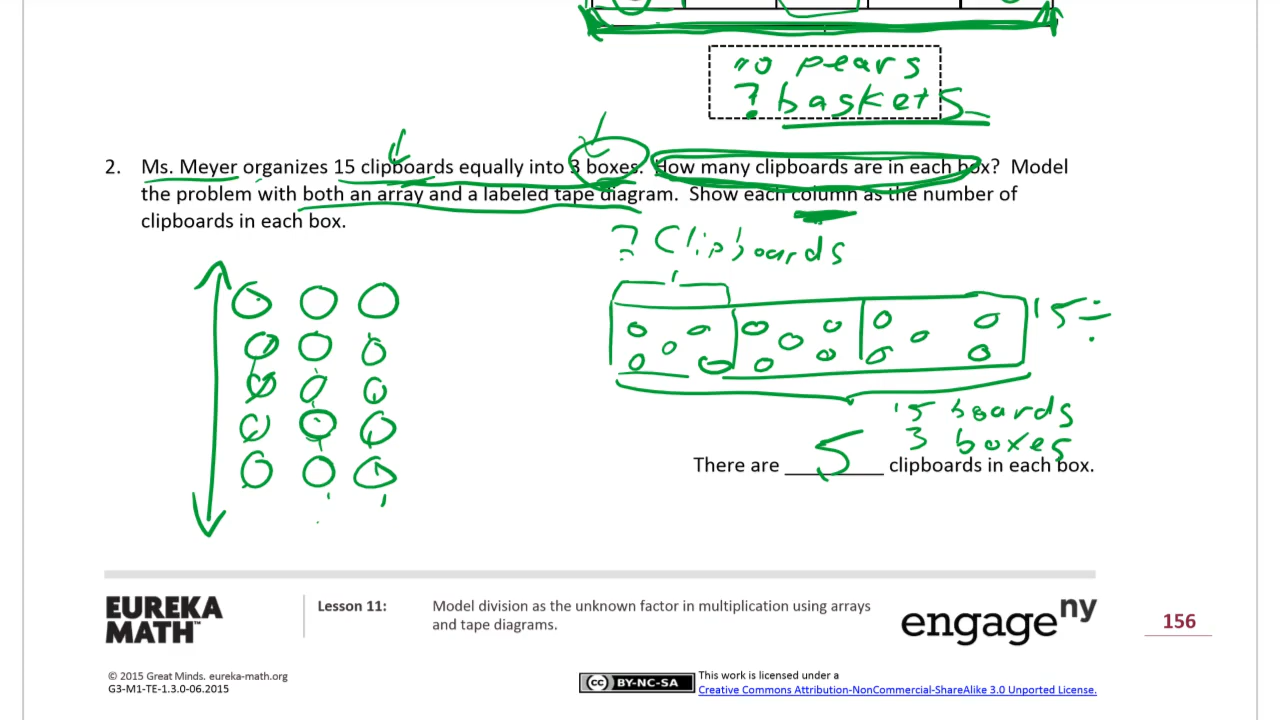 10 pears
? baskets
2. Ms. Meyer organizes 15 clipboards equally into 3 boxes. How many clipboards are in each box? Model
the problem with both an array and a labeled tape diagram. Show each column as the number of
clipboards in each box.
? Clipboards
15 ÷
15 boards
3 boxes
There are 5 clipboards in each box.
EUREKA
MATH™
Lesson 11:
Model division as the unknown factor in multiplication using arrays
and tape diagrams.
engage ny
156
© 2015 Great Minds. eureka-math.org
G3-M1-TE-1.3.0-06.2015
CC BY-NC-SA
This work is licensed under a
Creative Commons Attribution-NonCommercial-ShareAlike 3.0 Unported License.